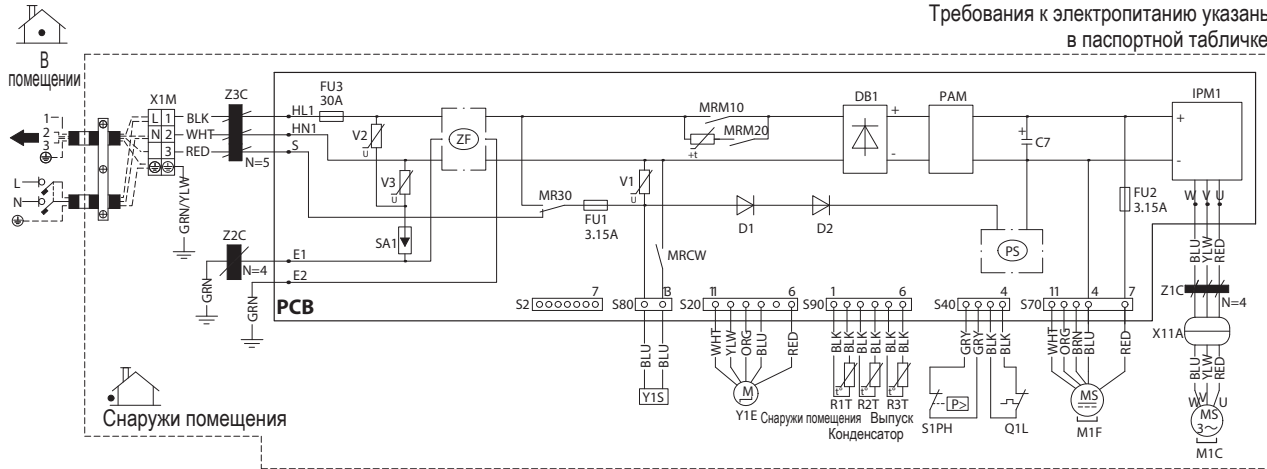 Требования к электропитанию указаны
в паспортной табличке
В
помещении
1
2
3
L
N
X1M
L 1
N 2
3
BLK
WHT
RED
GRN/YLW
Z3C
N=5
HL1
HN1
S
FU3
30A
V2
U
V3
U
SA1
ZF
MR30
FU1
3.15A
V1
U
MRM10
MRM20
+t
MRCW
D1
D2
DB1
+
-
PAM
+
C7
PS
FU2
3.15A
IPM1
+
-
W V U
BLU
YLW
RED
Z1C
N=4
X11A
BLU
YLW
RED
W V U
MS
3~
M1C
Z2C
N=4
GRN
GRN
E1
E2
PCB
S2 7
S80 1 3
S20 11 6
S90 1 6
S40 4
S70 11 4 7
BLU
BLU
Y1S
WHT
YLW
ORG
BLU
RED
M
Y1E
BLK
BLK
BLK
BLK
BLK
BLK
t°
t°
t°
R1T R2T R3T
Снаружи помещения Выпуск
Конденсатор
GRY
GRY
BLK
BLK
P>
S1PH
Q1L
WHT
ORG
BRN
BLU
RED
MS
M1F
Снаружи помещения